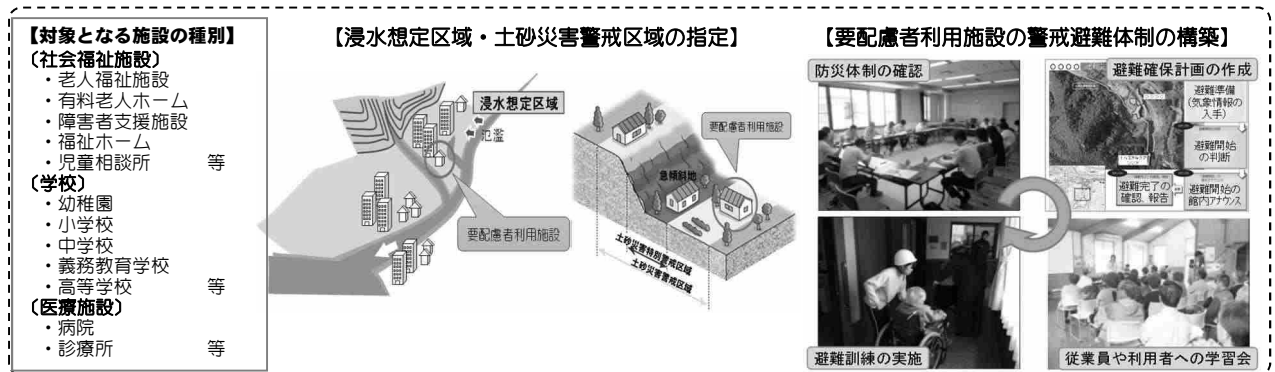 【対象となる施設の種別】
〔社会福祉施設〕
・老人福祉施設
・有料老人ホーム
・障害者支援施設
・福祉ホーム
・児童相談所 等
〔学校〕
・幼稚園
・小学校
・中学校
・義務教育学校
・高等学校 等
〔医療施設〕
・病院
・診療所 等
【浸水想定区域・土砂災害警戒区域の指定】
浸水想定区域
氾濫
要配慮者利用施設
要配慮者利用施設
急傾斜地
土砂災害特別警戒区域
土砂災害警戒区域
【要配慮者利用施設の警戒避難体制の構築】
防災体制の確認
避難確保計画の作成
避難準備
(気象情報の
入手)
避難開始
の判断
避難完了の
確認、報告
避難開始の
館内アナウンス
避難訓練の実施
従業員や利用者への学習会